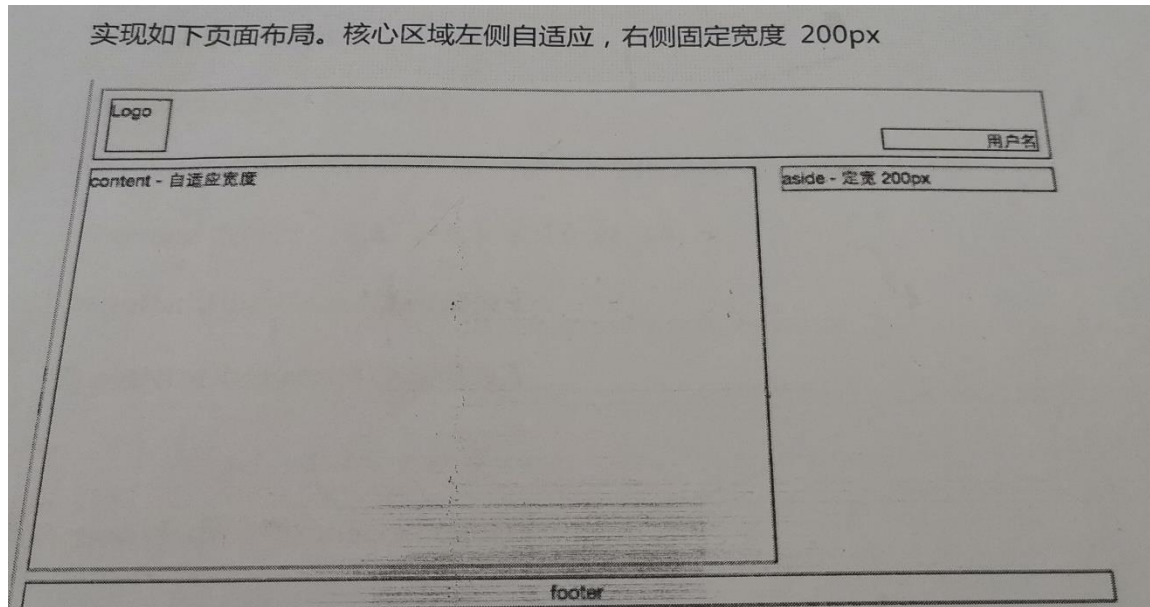 实现如下页面布局。核心区域左侧自适应，右侧固定宽度 200px
Logo
用户名
content - 自适应宽度
aside - 定宽 200px
footer